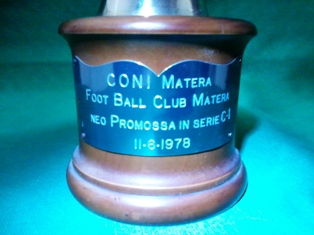 CONI MATERA
FOOT BALL CLUB MATERA
NEO PROMOSSA IN SERIE C-1
11-6-1978